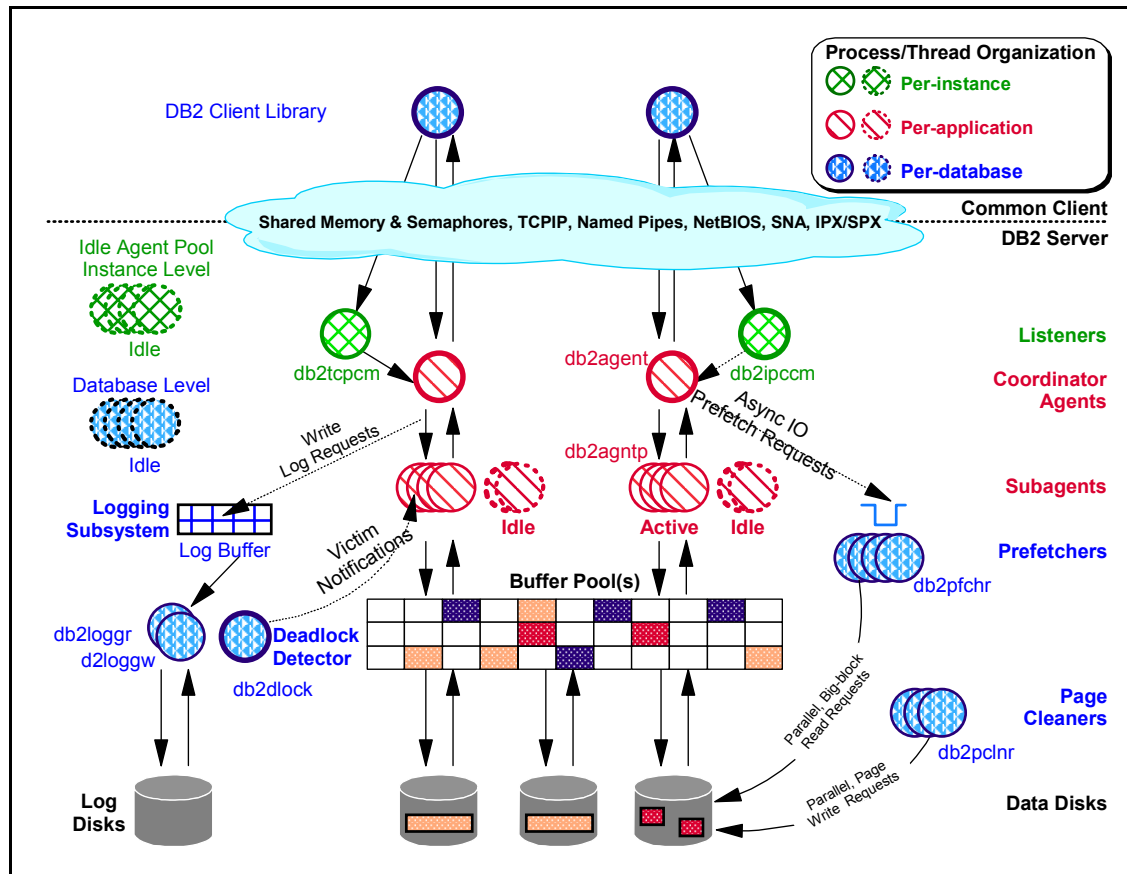 Process/Thread Organization
Per-instance
Per-application
Per-database
DB2 Client Library
Common Client
Shared Memory & Semaphores, TCPIP, Named Pipes, NetBIOS, SNA, IPX/SPX
DB2 Server
Idle Agent Pool
Instance Level
Idle
Listeners
db2tcpcm
db2agent
db2ipccm
Database Level
Idle
Coordinator
Agents
Async IO
Prefetch Requests
Write
Log Requests
db2agntp
Subagents
Idle
Active
Idle
Logging
Subsystem
Log Buffer
Victim
Notifications
Prefetchers
db2pfchr
Buffer Pool(s)
db2loggr
d2loggw
Deadlock
Detector
db2dlock
Parallel, Big-block
Read Requests
Page
Cleaners
db2pclnr
Parallel, Page
Write Requests
Log
Disks
Data Disks